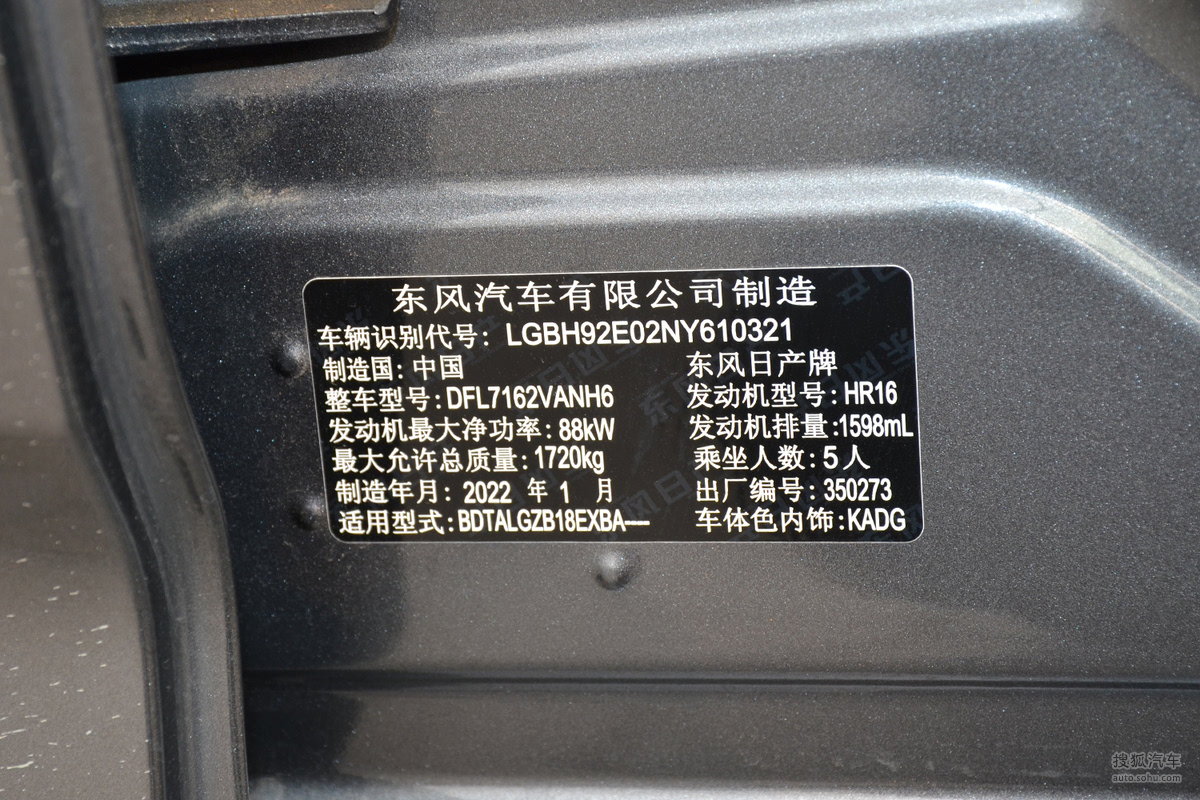 东风汽车有限公司制造
车辆识别代号: LGBH92E02NY610321
制造国: 中国 东风日产牌
整车型号: DFL7162VANH6 发动机型号: HR16
发动机最大净功率: 88kW 发动机排量: 1598mL
最大允许总质量: 1720kg 乘坐人数: 5人
制造年月: 2022 年 1 月 出厂编号: 350273
适用型式: BDTALGZB18EXBA---- 车体色内饰: KADG
搜狐汽车
auto.sohu.com